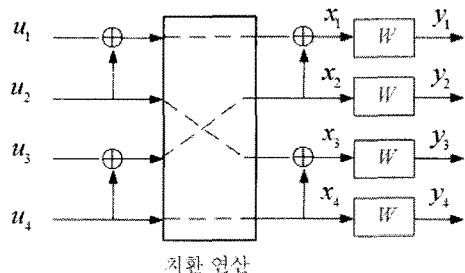 u₁ x₁ W y₁
u₂ x₂ W y₂
u₃ x₃ W y₃
u₄ x₄ W y₄
치환 연산